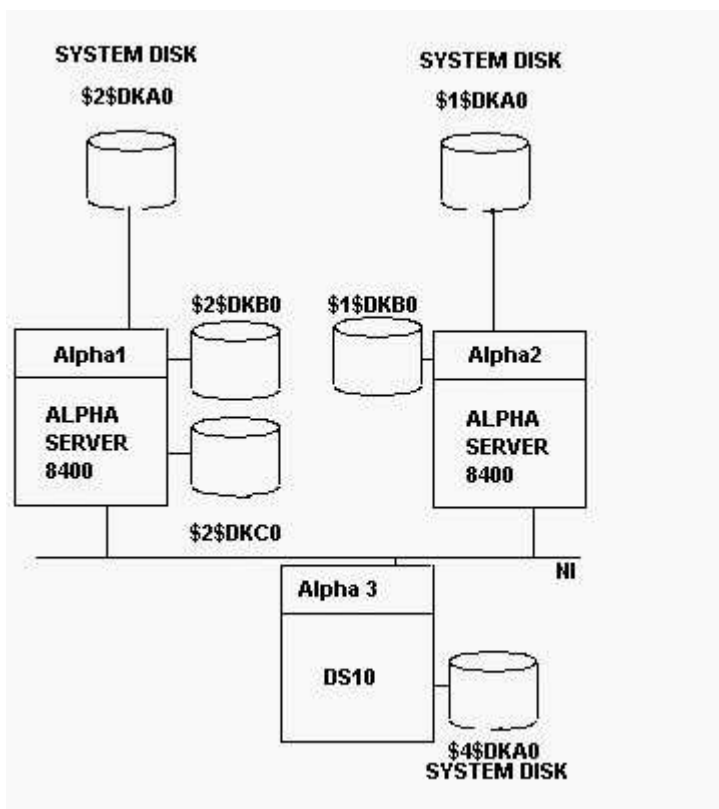 SYSTEM DISK
$2$DKA0
SYSTEM DISK
$1$DKA0
$2$DKB0
$1$DKB0
Alpha1
ALPHA
SERVER
8400
Alpha2
ALPHA
SERVER
8400
$2$DKC0
NI
Alpha 3
DS10
$4$DKA0
SYSTEM DISK